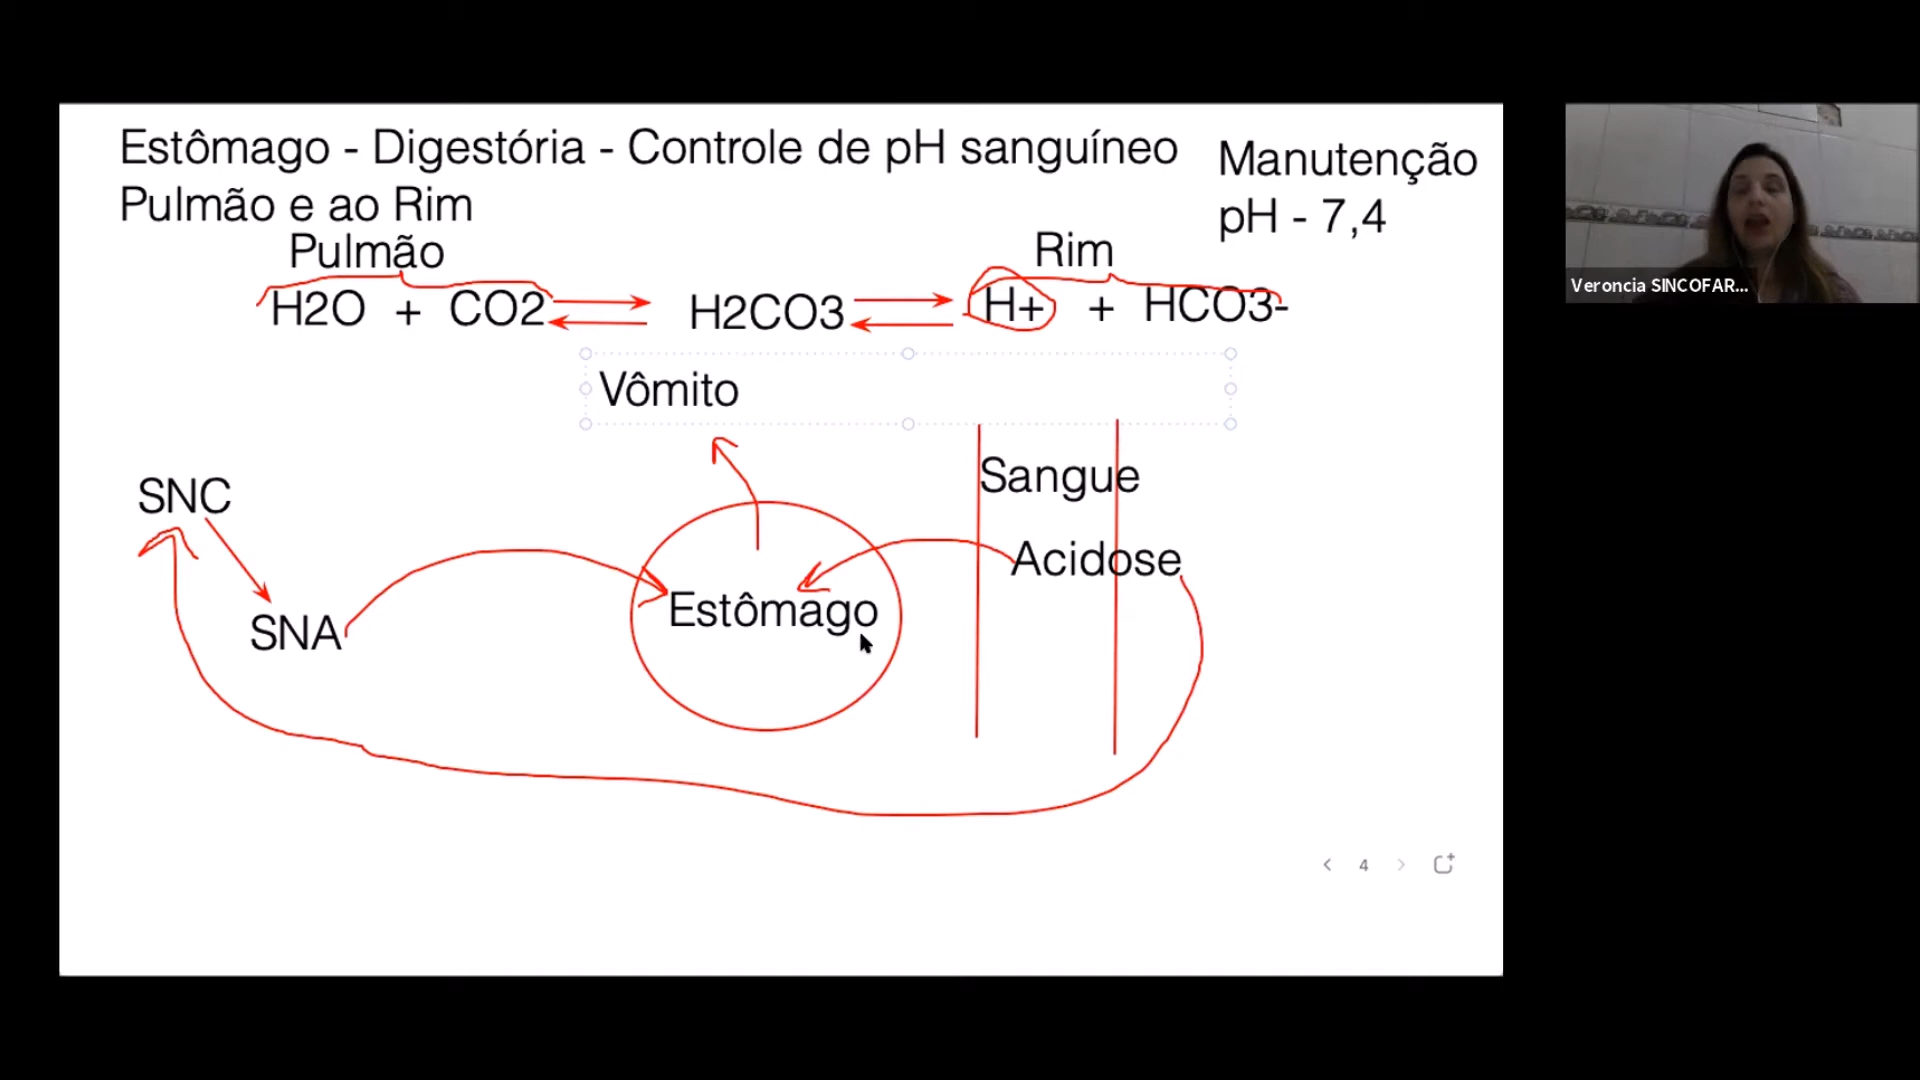 Estômago - Digestória - Controle de pH sanguíneo
Pulmão e ao Rim
Manutenção
pH - 7,4
Pulmão
Rim
H2O + CO2 H2CO3 H+ + HCO3-
Vômito
Sangue
SNC
Acidose
Estômago
SNA
4
Veroncia SINCOFAR...